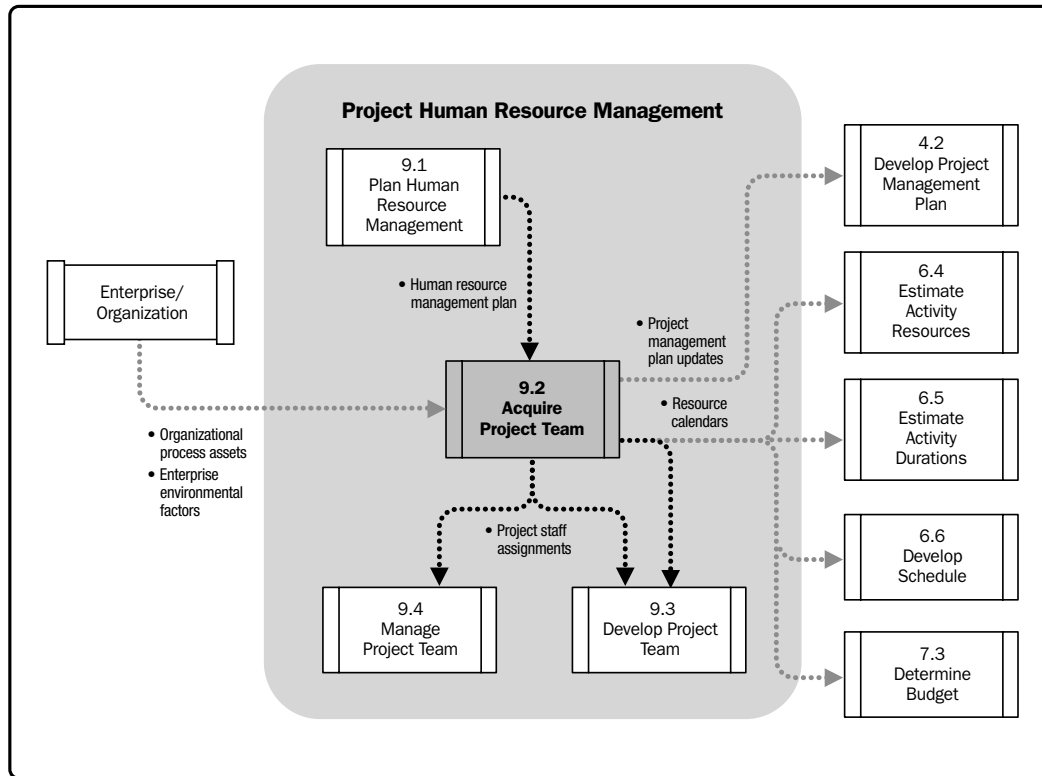 Project Human Resource Management
9.1
Plan Human
Resource
Management
4.2
Develop Project
Management
Plan
Enterprise/
Organization
• Human resource
management plan
6.4
Estimate
Activity
Resources
• Project
management
plan updates
9.2
Acquire
Project Team
• Resource
calendars
6.5
Estimate
Activity
Durations
• Organizational
process assets
• Enterprise
environmental
factors
• Project staff
assignments
6.6
Develop
Schedule
9.4
Manage
Project Team
9.3
Develop Project
Team
7.3
Determine
Budget